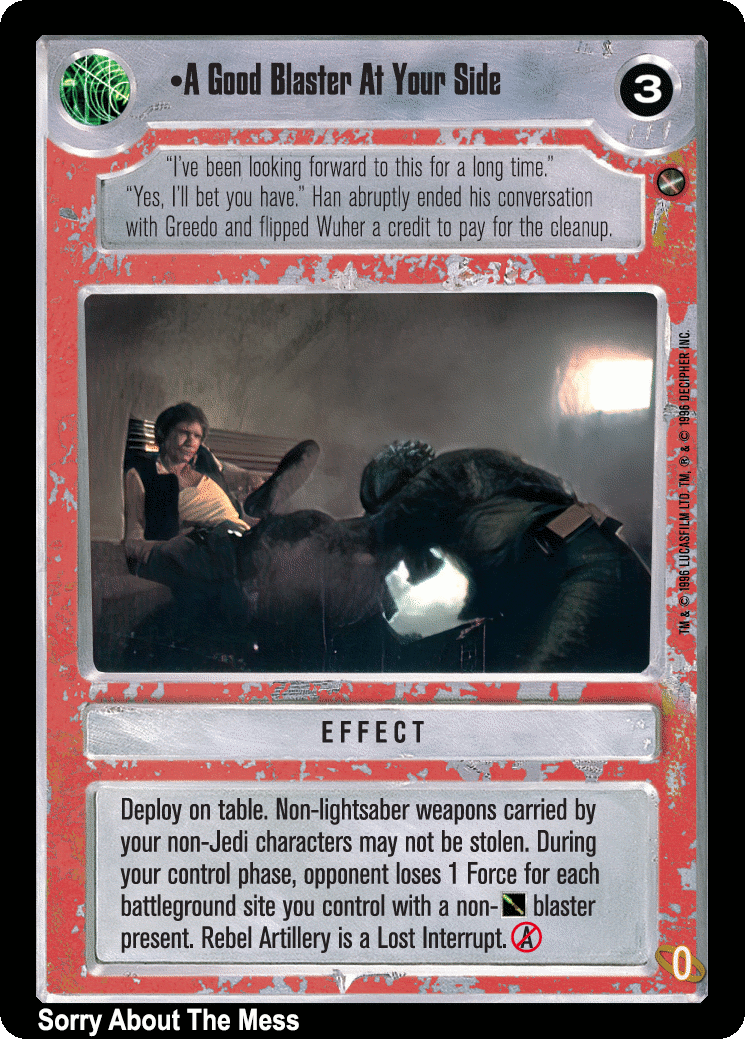 •A Good Blaster At Your Side
3
“I’ve been looking forward to this for a long time.”
“Yes, I’ll bet you have.” Han abruptly ended his conversation
with Greedo and flipped Wuher a credit to pay for the cleanup.
TM & © 1996 LUCASFILM LTD. TM, ® & © 1996 DECIPHER INC.
EFFECT
Deploy on table. Non-lightsaber weapons carried by
your non-Jedi characters may not be stolen. During
your control phase, opponent loses 1 Force for each
battleground site you control with a non- blaster
present. Rebel Artillery is a Lost Interrupt. A
0
Sorry About The Mess